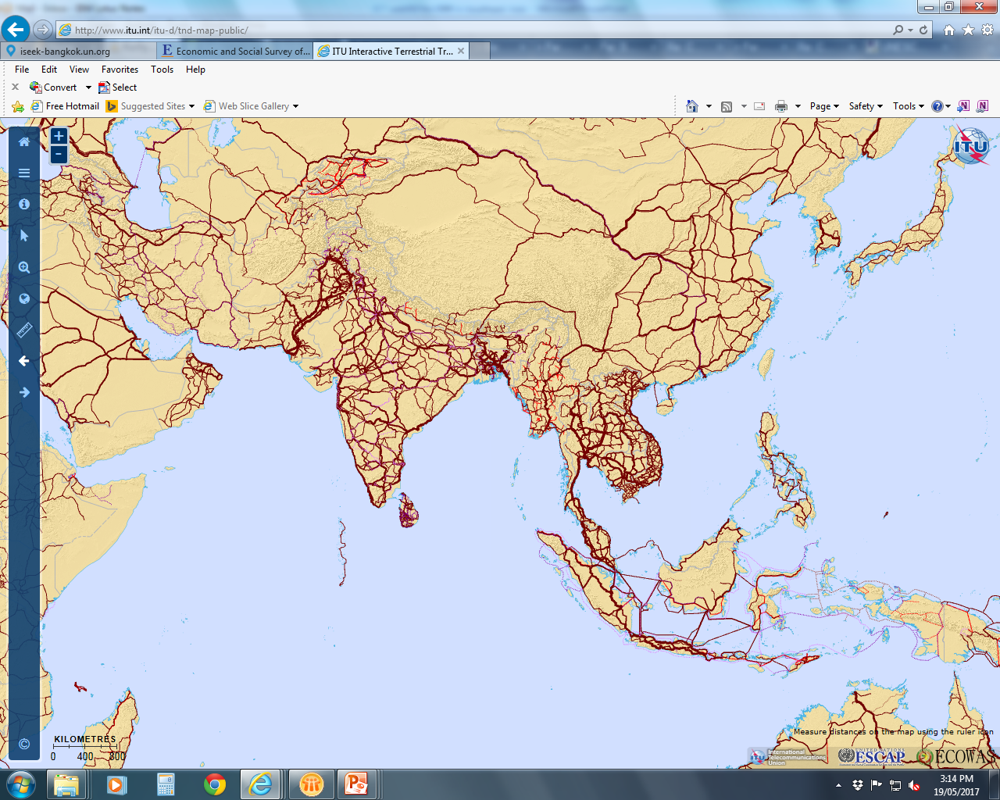 http://www.itu.int/itu-d/tnd-map-public/
iseek-bangkok.un.org
Economic and Social Survey of...
ITU Interactive Terrestrial Tr...
File Edit View Favorites Tools Help
Convert Select
Free Hotmail Suggested Sites Web Slice Gallery
Page Safety Tools
+
-
ITU
KILOMETRES
0 400 800
Measure distances on the map using the ruler icon
International
Telecommunications
Union
UNITED NATIONS
ESCAP
ECOWAS
3:14 PM
19/05/2017